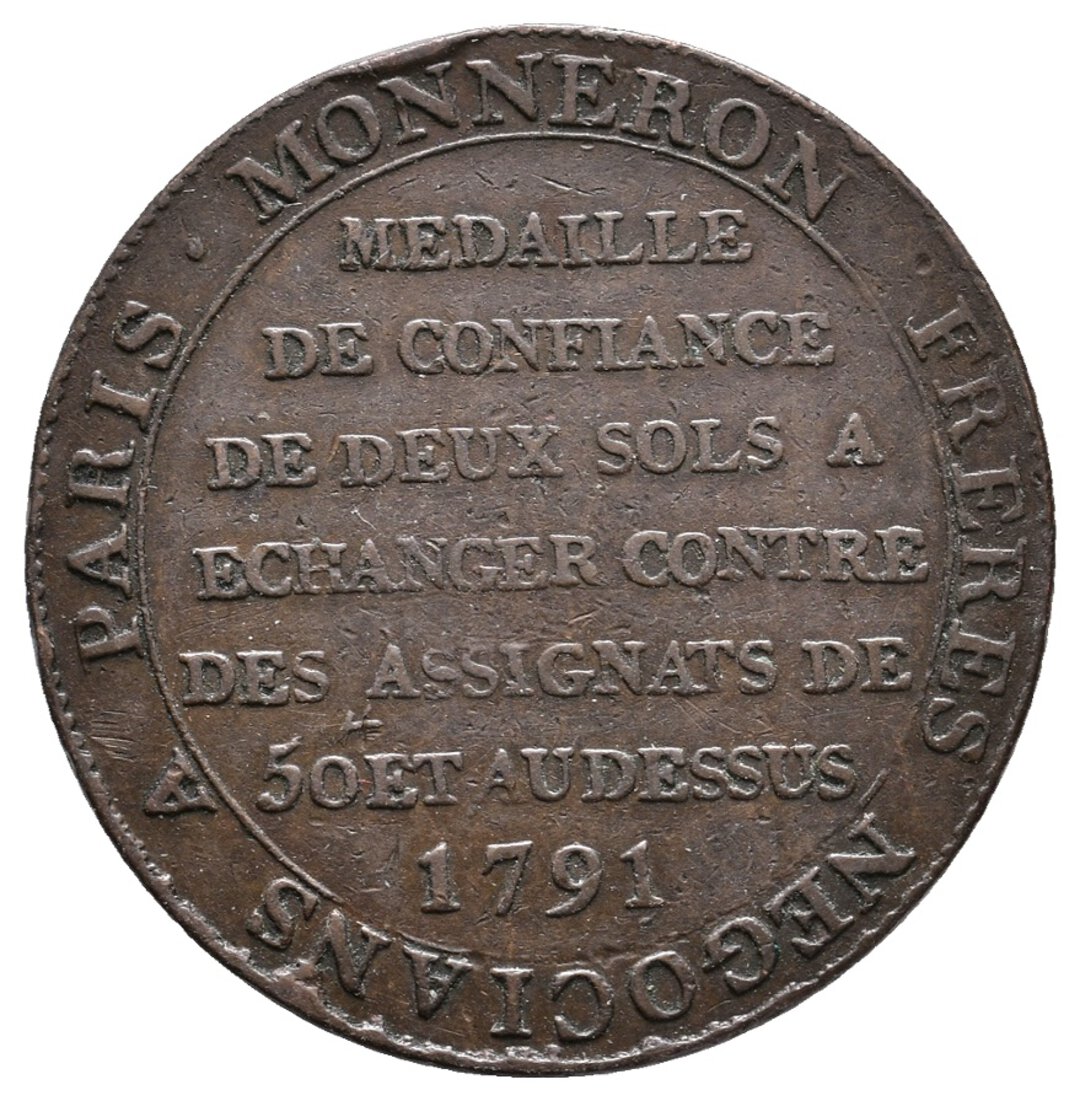 MONNERON · FRERES NEGOCIANS A PARIS ·
MEDAILLE
DE CONFIANCE
DE DEUX SOLS A
ECHANGER CONTRE
DES ASSIGNATS DE
50 ET AUDESSUS
1791